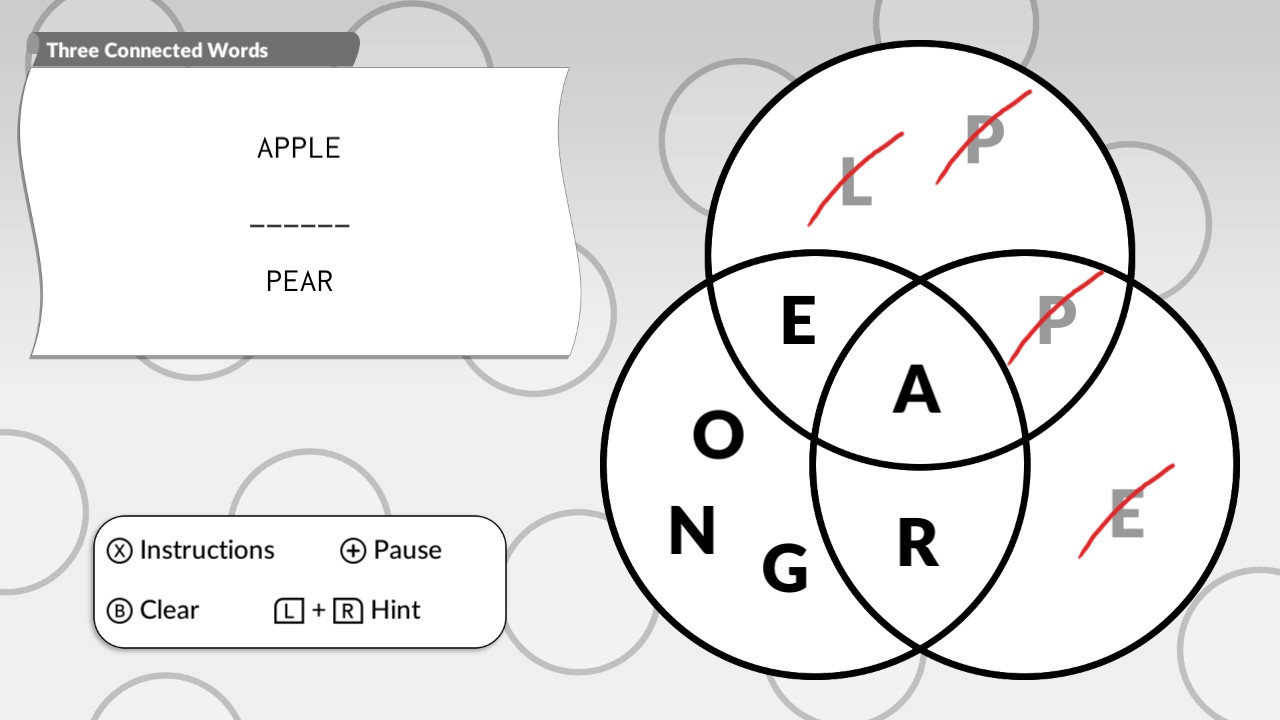 Three Connected Words
APPLE
______
PEAR
L P
E P
A
O
N G R E
X Instructions + Pause
B Clear L + R Hint